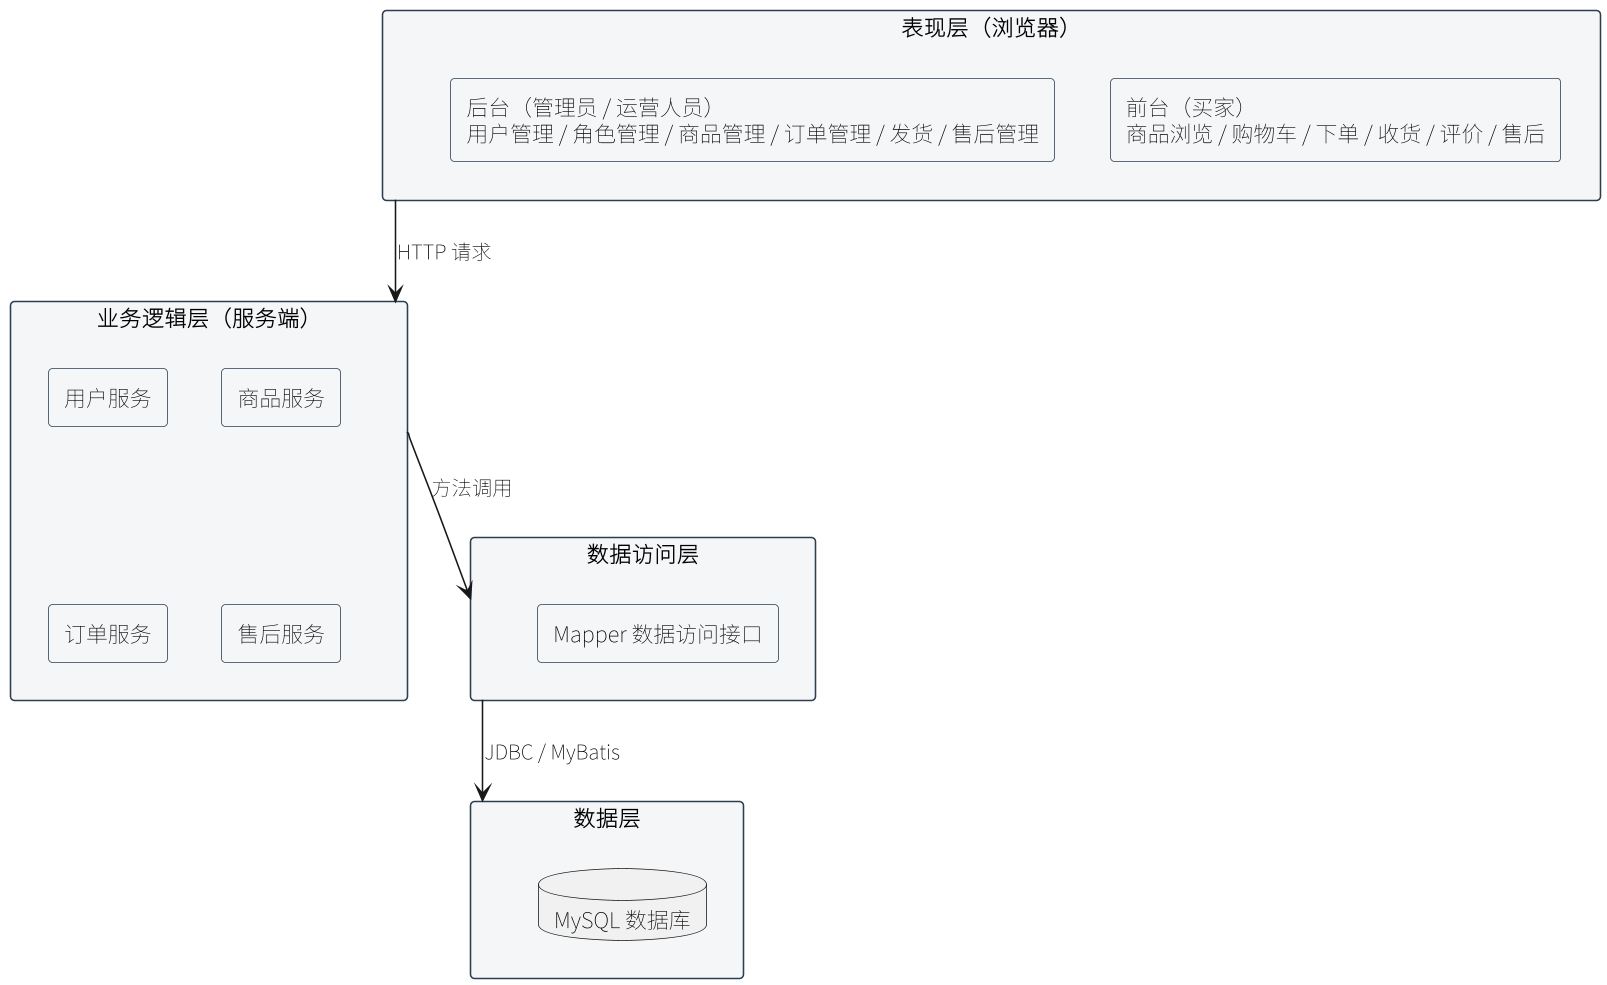 表现层（浏览器）
后台（管理员 / 运营人员）
用户管理 / 角色管理 / 商品管理 / 订单管理 / 发货 / 售后管理
前台（买家）
商品浏览 / 购物车 / 下单 / 收货 / 评价 / 售后
HTTP 请求
业务逻辑层（服务端）
用户服务
商品服务
方法调用
数据访问层
订单服务
售后服务
Mapper 数据访问接口
JDBC / MyBatis
数据层
MySQL 数据库